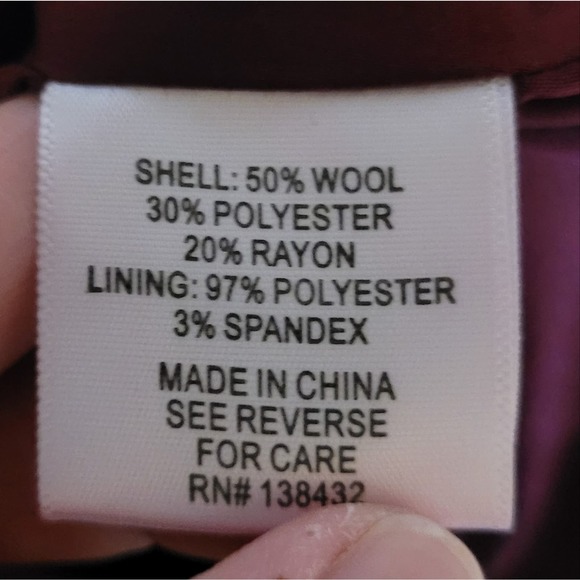 SHELL: 50% WOOL
30% POLYESTER
20% RAYON
LINING: 97% POLYESTER
3% SPANDEX
MADE IN CHINA
SEE REVERSE
FOR CARE
RN# 138432